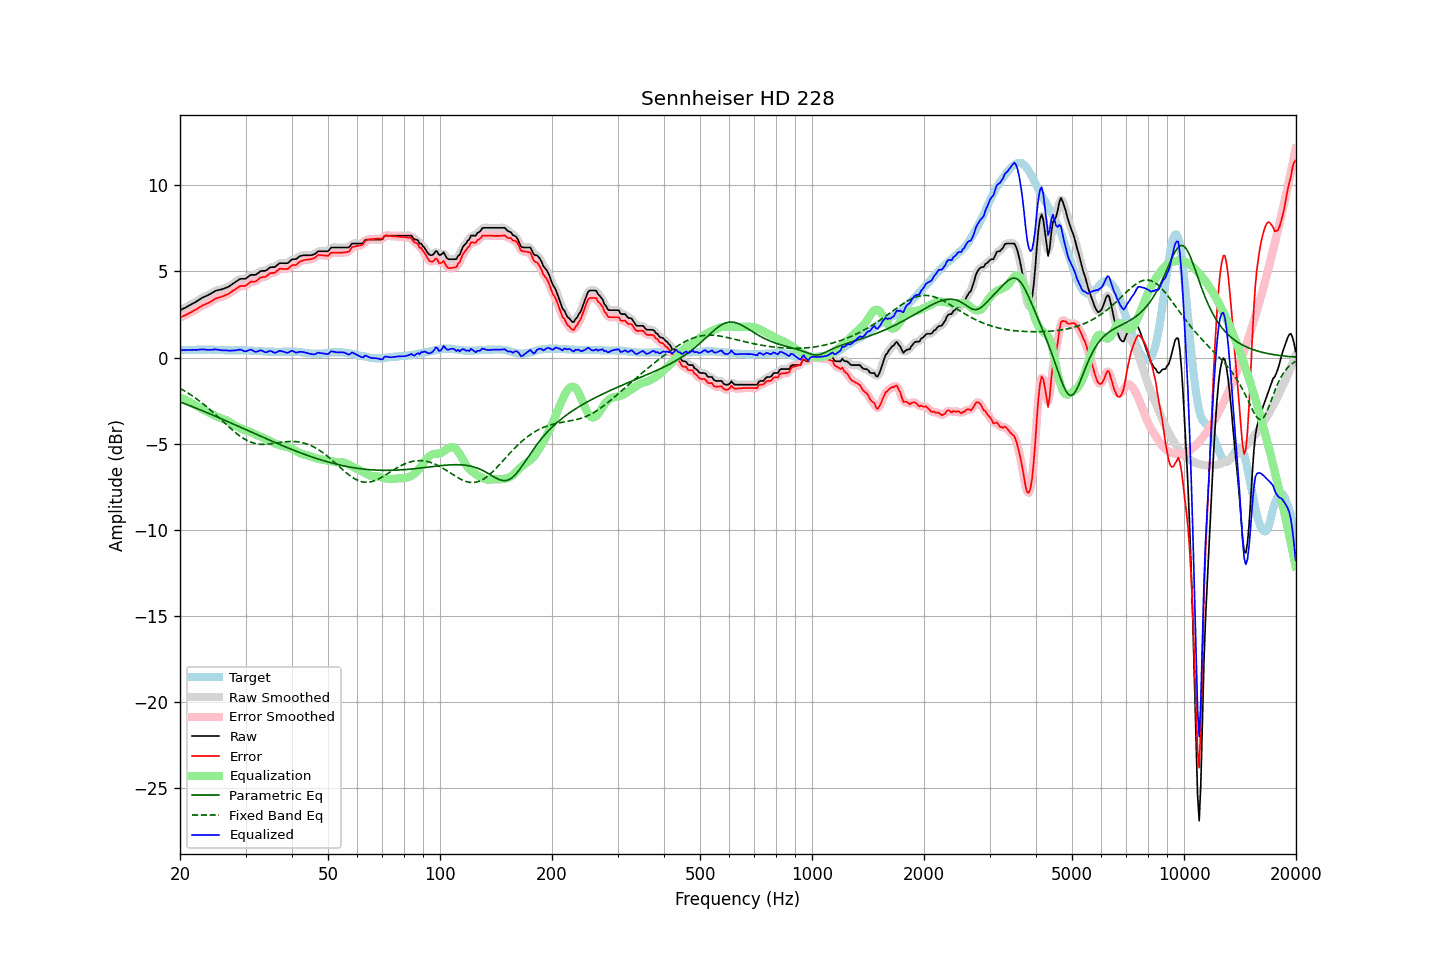 Sennheiser HD 228
10
5
0
−5
−10
−15
−20
−25
Amplitude (dBr)
Target
Raw Smoothed
Error Smoothed
Raw
Error
Equalization
Parametric Eq
Fixed Band Eq
Equalized
20 50 100 200 500 1000 2000 5000 10000 20000
Frequency (Hz)